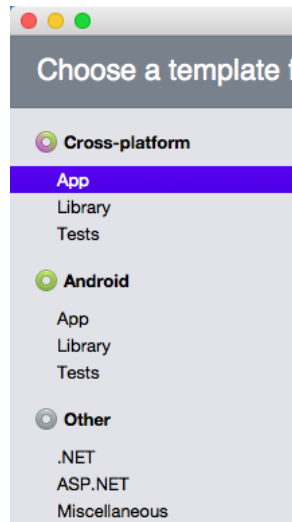 Choose a template
Cross-platform
App
Library
Tests
Android
App
Library
Tests
Other
.NET
ASP.NET
Miscellaneous